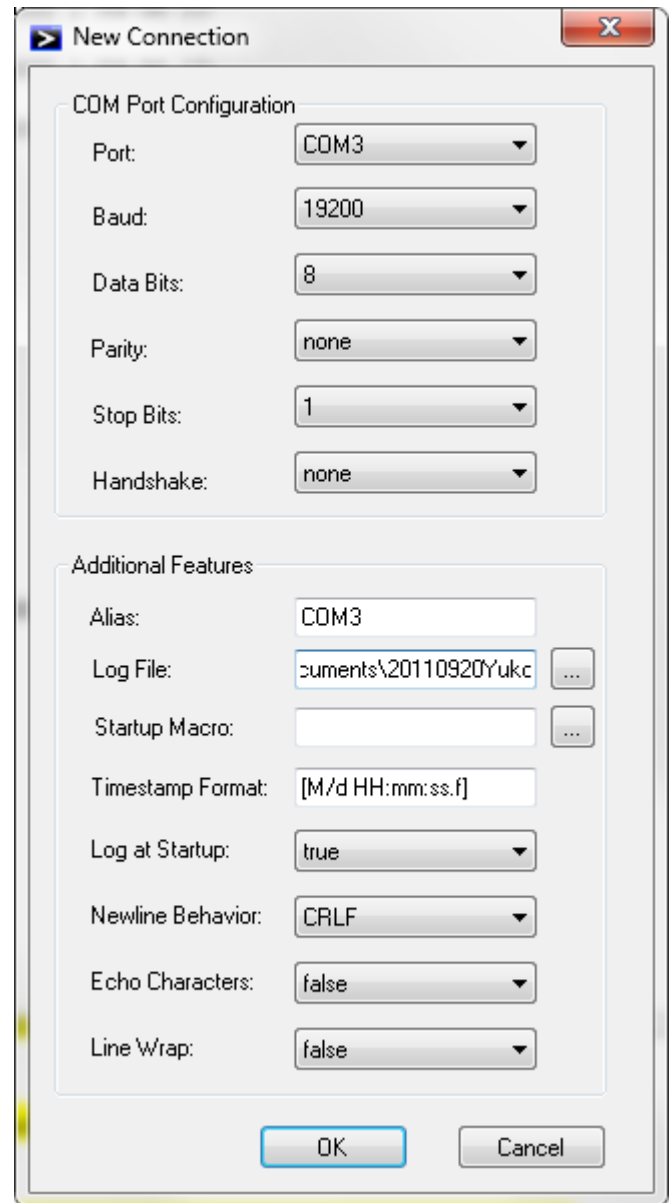 New Connection
COM Port Configuration
Port: COM3
Baud: 19200
Data Bits: 8
Parity: none
Stop Bits: 1
Handshake: none
Additional Features
Alias: COM3
Log File: cuments\20110920Yukc ...
Startup Macro: ...
Timestamp Format: [M/d HH:mm:ss.f]
Log at Startup: true
Newline Behavior: CRLF
Echo Characters: false
Line Wrap: false
OK Cancel